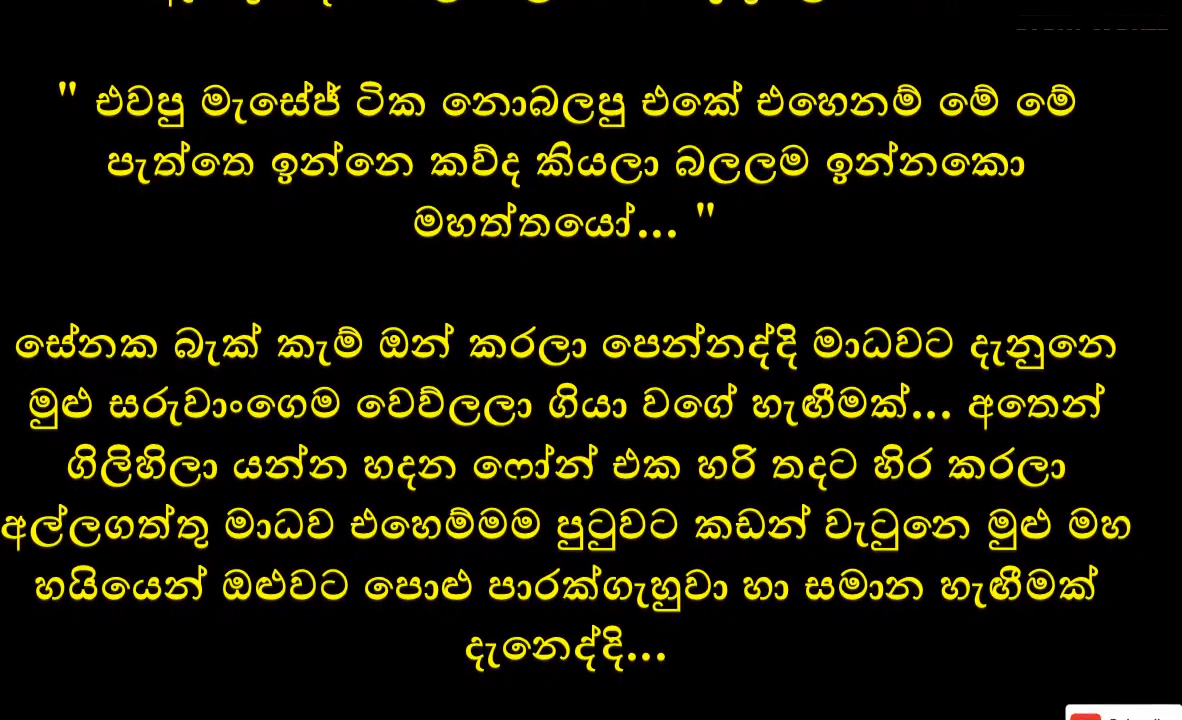 " එවපු මැසේජ් ටික නොබලපු එකේ එහෙනම් මේ මේ
පැත්තෙ ඉන්නෙ කව්ද කියලා බලලම ඉන්නකො
මහත්තයෝ... "
සේනක බැක් කැම් ඔන් කරලා පෙන්නද්දි මාධවට දැනුනෙ
මුළු සරුවාංගෙම වෙව්ලලා ගියා වගේ හැඟීමක්... අතෙන්
ගිලිහිලා යන්න හදන ෆෝන් එක හරි තදට හිර කරලා
අල්ලගත්තු මාධව එහෙම්මම පුටුවට කඩන් වැටුනෙ මුළු මහ
හයියෙන් ඔළුවට පොළු පාරක්ගැහුවා හා සමාන හැඟීමක්
දැනෙද්දි...